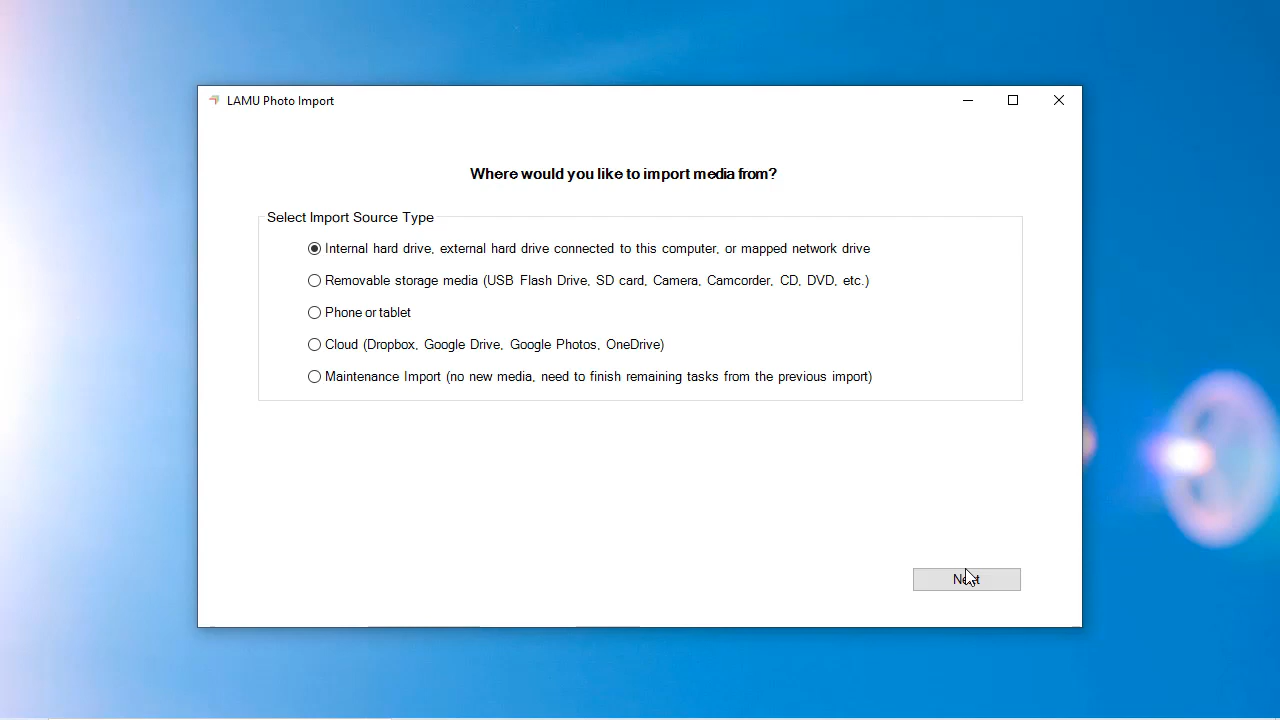 LAMU Photo Import
Where would you like to import media from?
Select Import Source Type
Internal hard drive, external hard drive connected to this computer, or mapped network drive
Removable storage media (USB Flash Drive, SD card, Camera, Camcorder, CD, DVD, etc.)
Phone or tablet
Cloud (Dropbox, Google Drive, Google Photos, OneDrive)
Maintenance Import (no new media, need to finish remaining tasks from the previous import)
Next